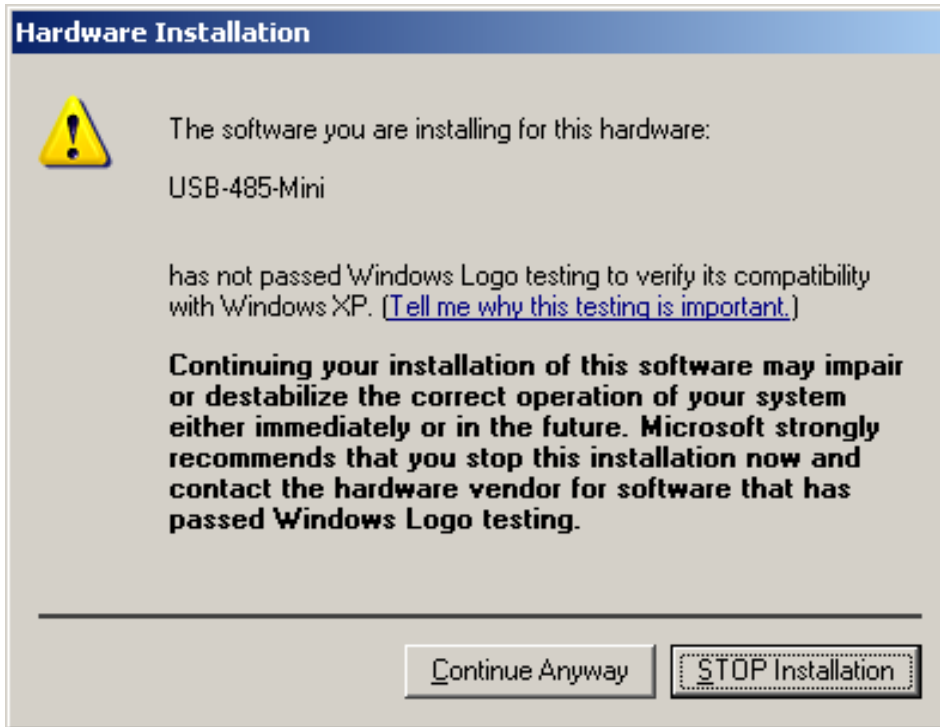 Hardware Installation
The software you are installing for this hardware:
USB-485-Mini
has not passed Windows Logo testing to verify its compatibility
with Windows XP. (Tell me why this testing is important.)
Continuing your installation of this software may impair
or destabilize the correct operation of your system
either immediately or in the future. Microsoft strongly
recommends that you stop this installation now and
contact the hardware vendor for software that has
passed Windows Logo testing.
Continue Anyway
STOP Installation